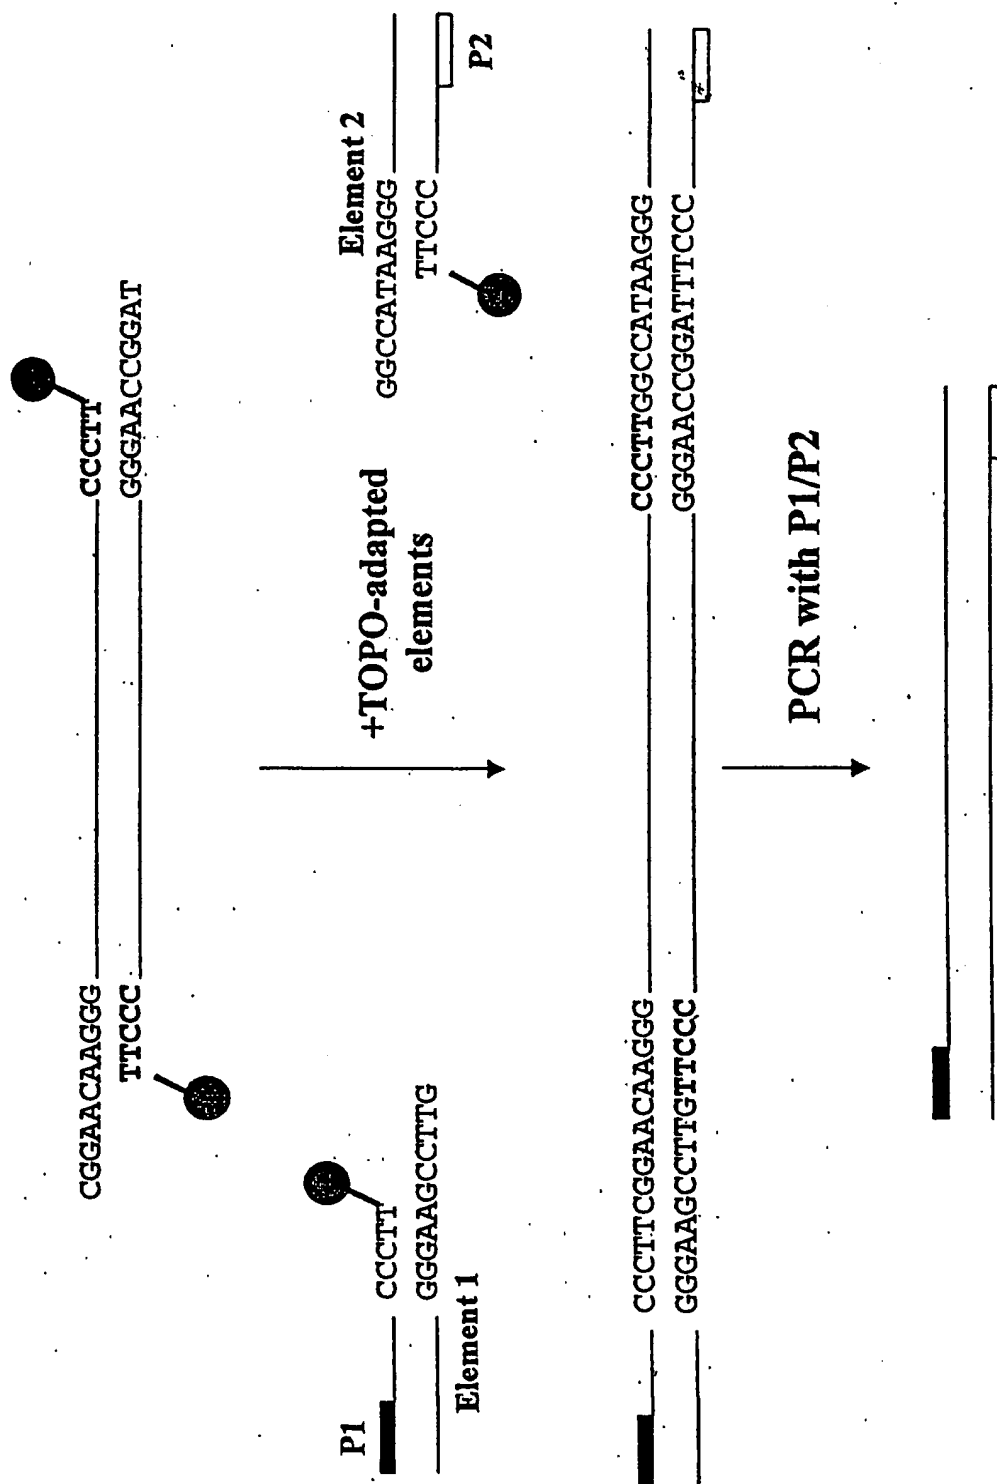 CGGAACAAGGG
CCCTT
TTCCC
GGGAACCGGAT
P1
CCCTT
GGGAAGCCTTG
Element 1
+TOPO-adapted
elements
Element 2
GGCCATAAGGG
TTCCC
P2
CCCTTCGGAACAAGGG
CCCTTGGCCATAAGGG
GGGAAGCCTTGTTCCC
GGGAACCGGATTTCCC
PCR with P1/P2